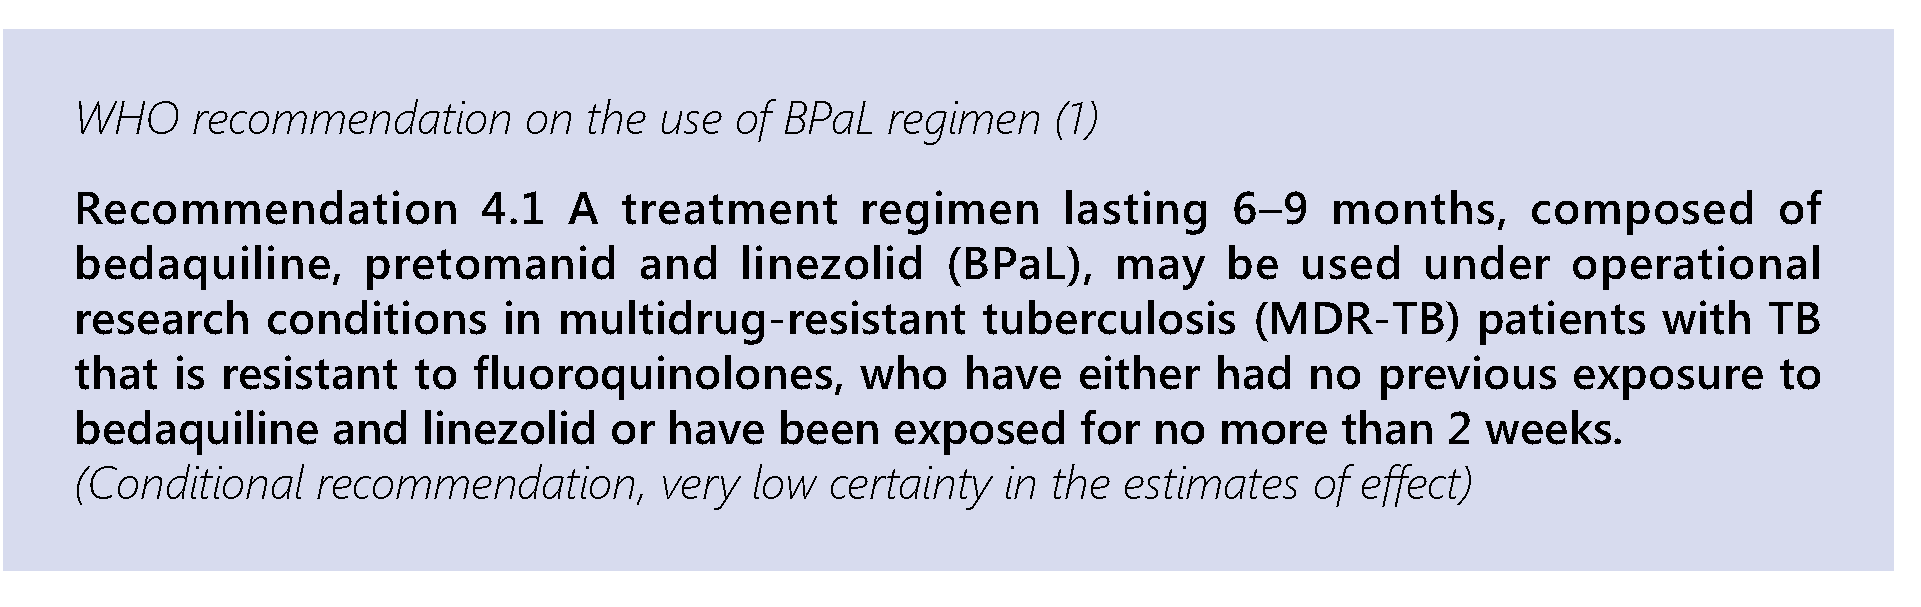 WHO recommendation on the use of BPaL regimen (1)
Recommendation 4.1 A treatment regimen lasting 6–9 months, composed of
bedaquiline, pretomanid and linezolid (BPaL), may be used under operational
research conditions in multidrug-resistant tuberculosis (MDR-TB) patients with TB
that is resistant to fluoroquinolones, who have either had no previous exposure to
bedaquiline and linezolid or have been exposed for no more than 2 weeks.
(Conditional recommendation, very low certainty in the estimates of effect)